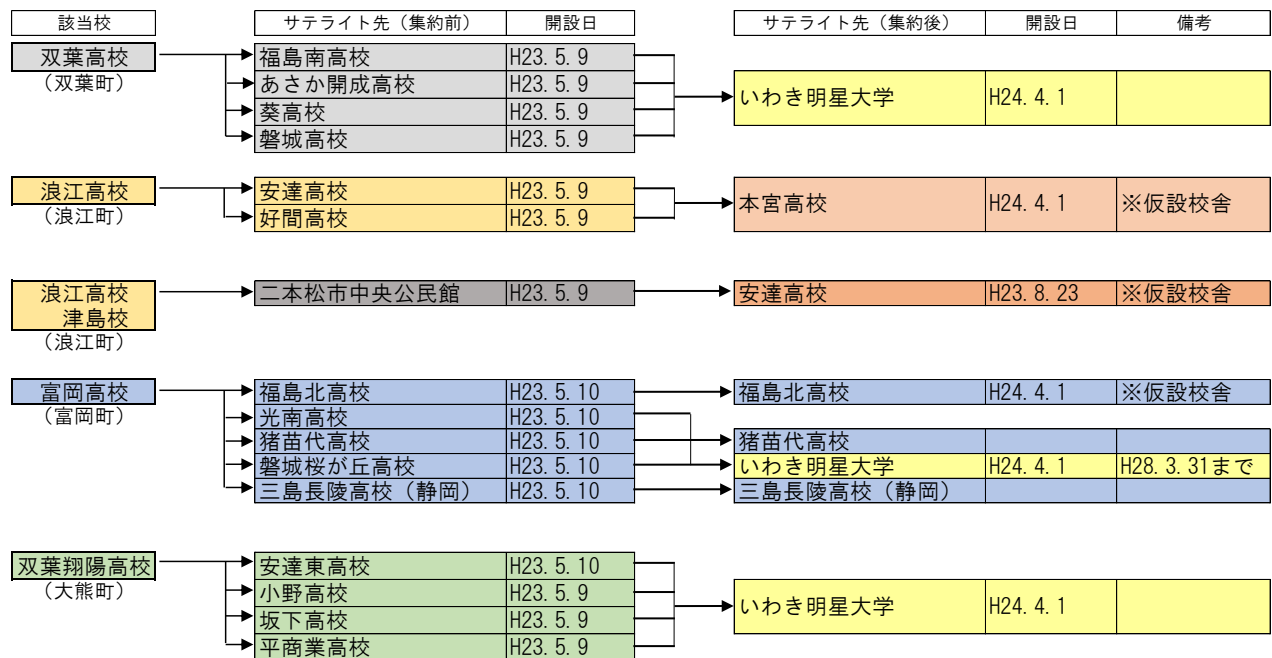 該当校 サテライト先（集約前） 開設日 サテライト先（集約後） 開設日 備考
双葉高校 福島南高校 H23.5.9
（双葉町） あさか開成高校 H23.5.9
いわき明星大学 H24.4.1
葵高校 H23.5.9
磐城高校 H23.5.9
浪江高校 安達高校 H23.5.9
本宮高校 H24.4.1 ※仮設校舎
（浪江町） 好間高校 H23.5.9
浪江高校 二本松市中央公民館 H23.5.9 安達高校 H23.8.23 ※仮設校舎
津島校
（浪江町）
富岡高校 福島北高校 H23.5.10 福島北高校 H24.4.1 ※仮設校舎
（富岡町） 光南高校 H23.5.10
猪苗代高校 H23.5.10 猪苗代高校
磐城桜が丘高校 H23.5.10 いわき明星大学 H24.4.1 H28.3.31まで
三島長陵高校（静岡） H23.5.10 三島長陵高校（静岡）
双葉翔陽高校 安達東高校 H23.5.10
（大熊町） 小野高校 H23.5.9
いわき明星大学 H24.4.1
坂下高校 H23.5.9
平商業高校 H23.5.9